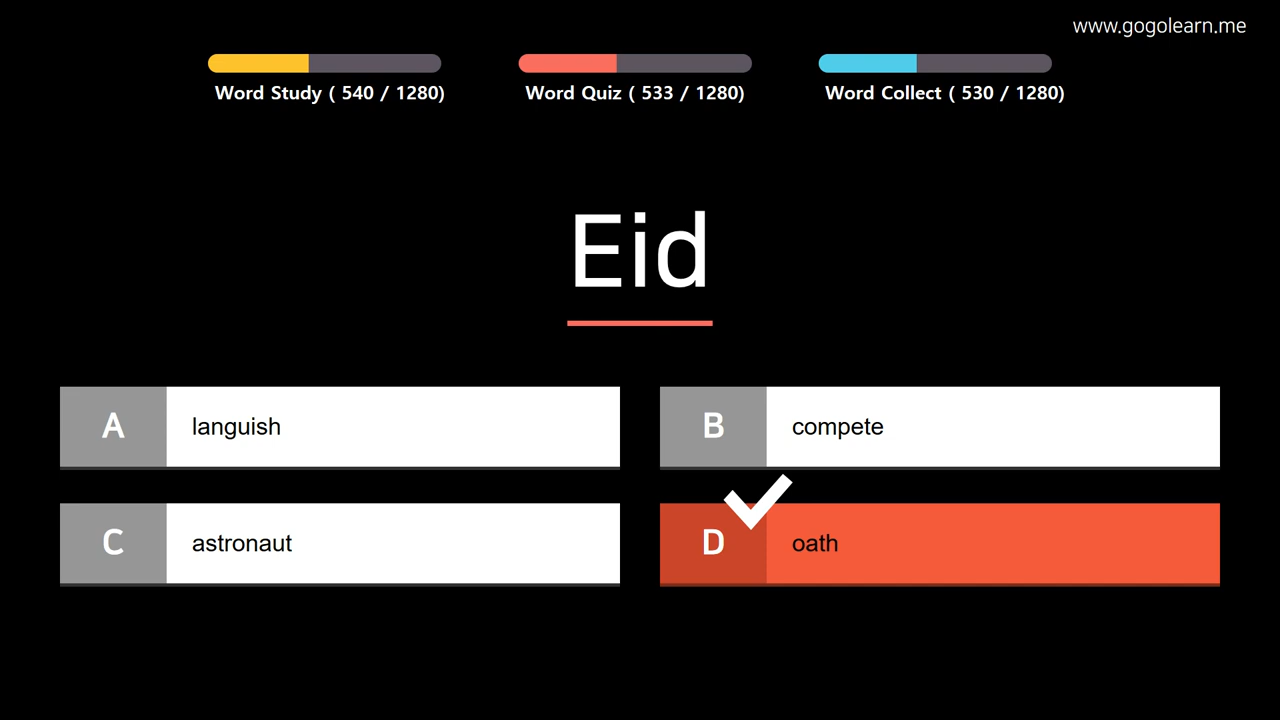 www.gogolearn.me
Word Study ( 540 / 1280)
Word Quiz ( 533 / 1280)
Word Collect ( 530 / 1280)
Eid
A languish
B compete
C astronaut
D oath